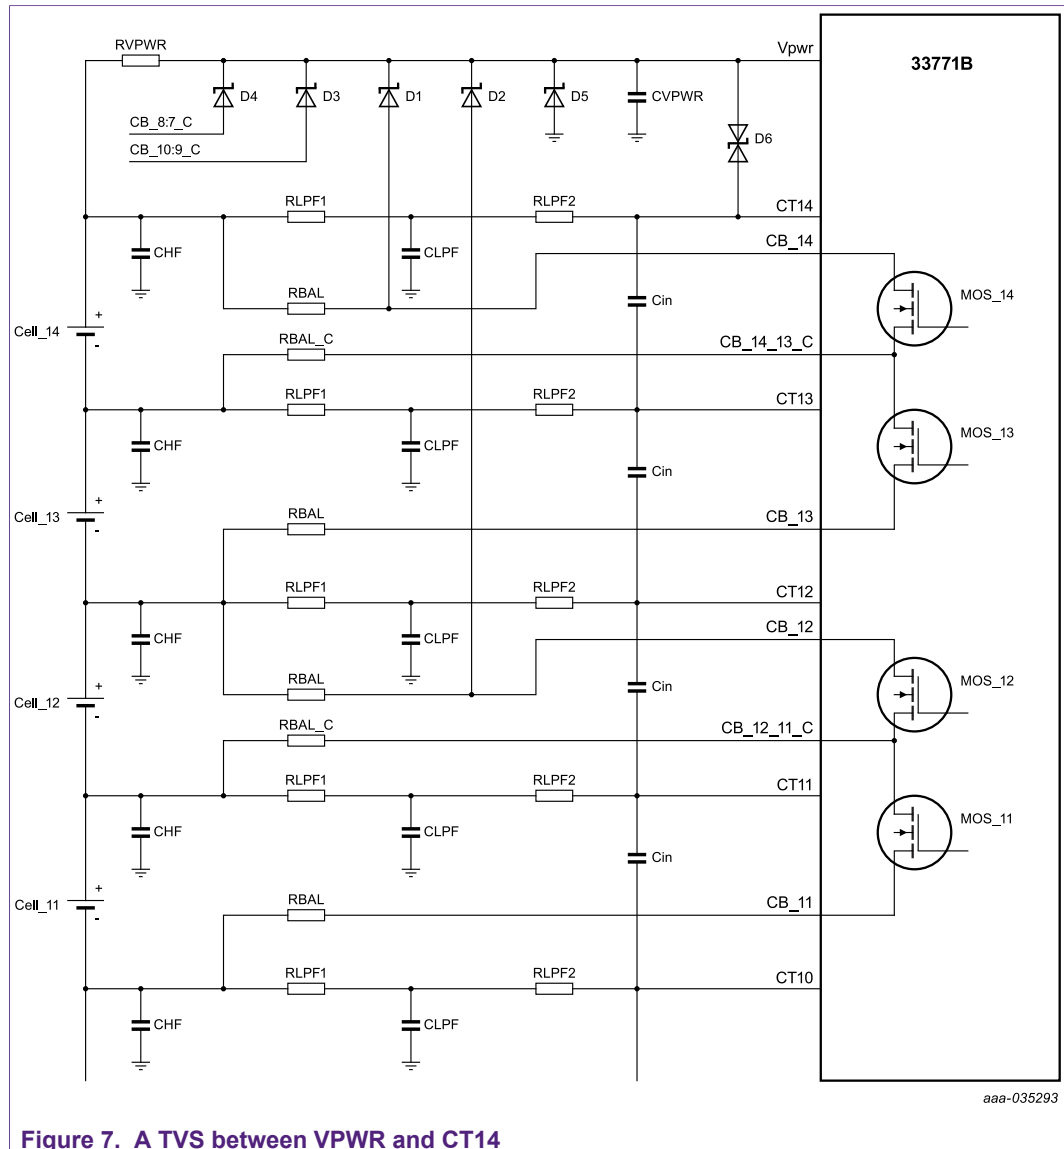 RVPWR
Vpwr
33771B
D4
D3
D1
D2
D5
CVPWR
CB_8:7_C
CB_10:9_C
D6
RLPF1
RLPF2
CT14
CHF
CLPF
CB_14
RBAL
Cin
MOS_14
Cell_14
+
-
RBAL_C
CB_14_13_C
RLPF1
RLPF2
CT13
CHF
CLPF
MOS_13
Cin
Cell_13
+
-
RBAL
CB_13
RLPF1
RLPF2
CT12
CHF
CLPF
CB_12
RBAL
Cin
MOS_12
Cell_12
+
-
RBAL_C
CB_12_11_C
RLPF1
RLPF2
CT11
CHF
CLPF
MOS_11
Cin
Cell_11
+
-
RBAL
CB_11
RLPF1
RLPF2
CT10
CHF
CLPF
aaa-035293
Figure 7. A TVS between VPWR and CT14